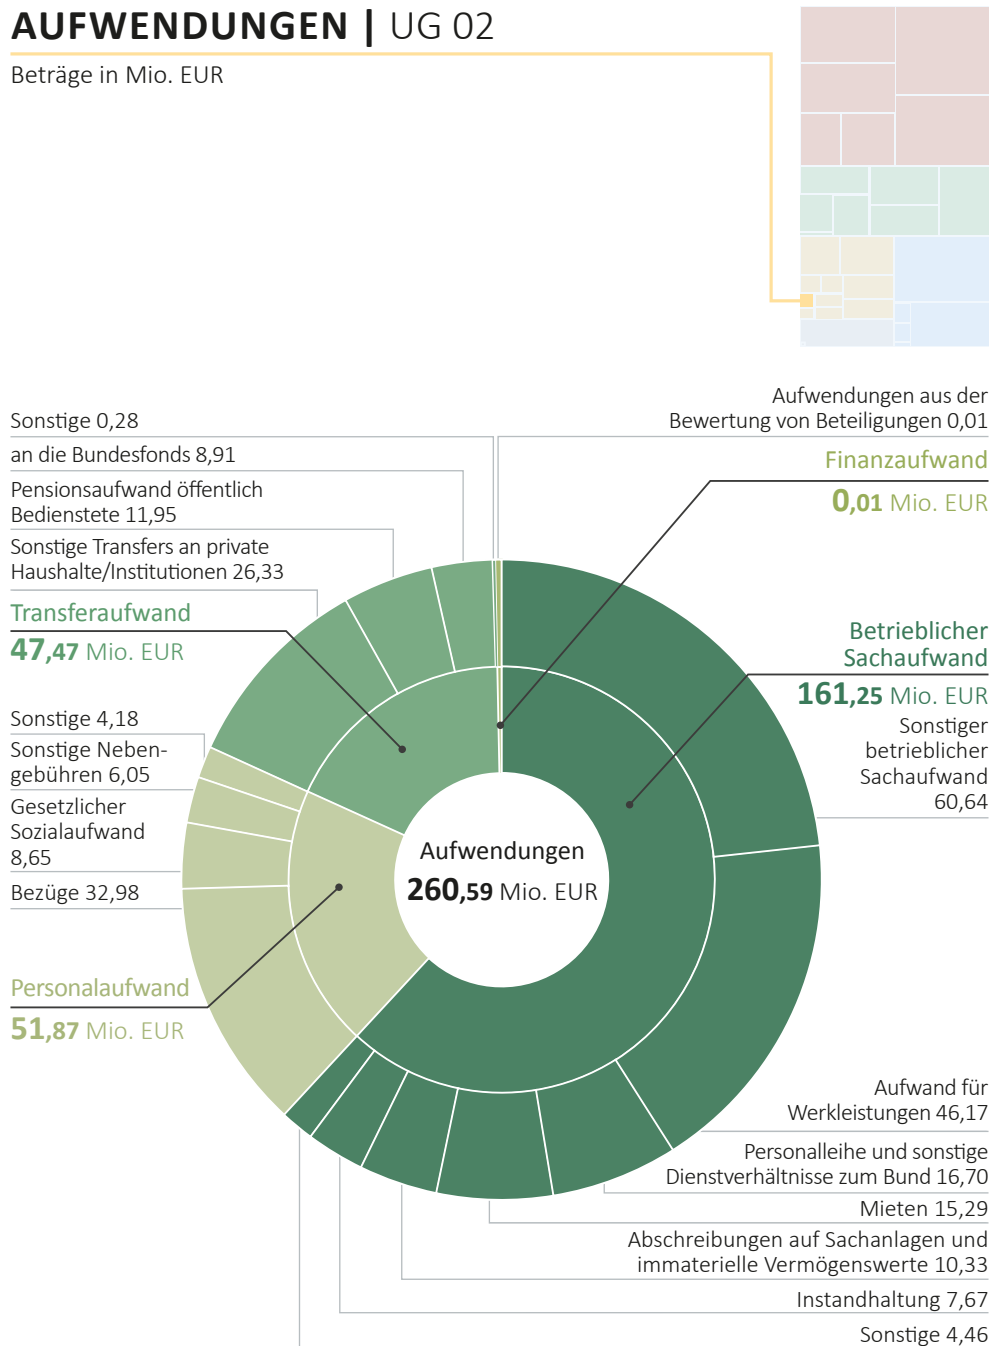 AUFWENDUNGEN | UG 02
Beträge in Mio. EUR
Aufwendungen aus der
Bewertung von Beteiligungen 0,01
Finanzaufwand
0,01 Mio. EUR
Sonstige 0,28
an die Bundesfonds 8,91
Pensionsaufwand öffentlich
Bedienstete 11,95
Sonstige Transfers an private
Haushalte/Institutionen 26,33
Transferaufwand
47,47 Mio. EUR
Betrieblicher
Sachaufwand
161,25 Mio. EUR
Sonstiger
betrieblicher
Sachaufwand
60,64
Sonstige 4,18
Sonstige Neben-
gebühren 6,05
Gesetzlicher
Sozialaufwand
8,65
Bezüge 32,98
Aufwendungen
260,59 Mio. EUR
Personalaufwand
51,87 Mio. EUR
Aufwand für
Werkleistungen 46,17
Personalleihe und sonstige
Dienstverhältnisse zum Bund 16,70
Mieten 15,29
Abschreibungen auf Sachanlagen und
immaterielle Vermögenswerte 10,33
Instandhaltung 7,67
Sonstige 4,46